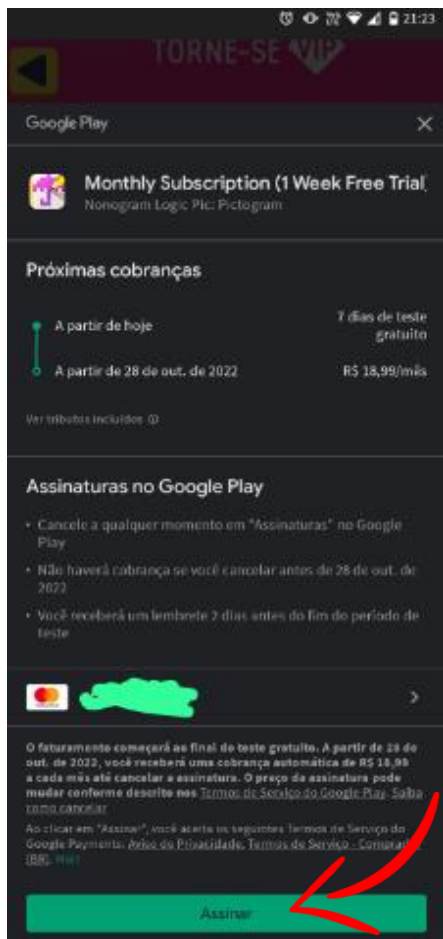 21:23
TORNE-SE VIP
Google Play
Monthly Subscription (1 Week Free Trial
Nonogram Logic Pic: Pictogram
Próximas cobranças
A partir de hoje
7 dias de teste
gratuito
A partir de 28 de out. de 2022
R$ 18,99/mês
Ver tributos incluídos
Assinaturas no Google Play
• Cancele a qualquer momento em "Assinaturas" no Google
Play
• Não haverá cobrança se você cancelar antes de 28 de out. de
2022
• Você receberá um lembrete 2 dias antes do fim do período de
teste
O faturamento começará ao final do teste gratuito. A partir de 28 de
out. de 2022, você receberá uma cobrança automática de R$ 18,99
a cada mês até cancelar a assinatura. O preço da assinatura pode
mudar conforme descrito nos Termos de Serviço do Google Play. Saiba
como cancelar
Ao clicar em "Assinar", você aceita os seguintes Termos de Serviço do
Google Payments: Aviso de Privacidade, Termos de Serviço - Comprador
(BR). Mais
Assinar